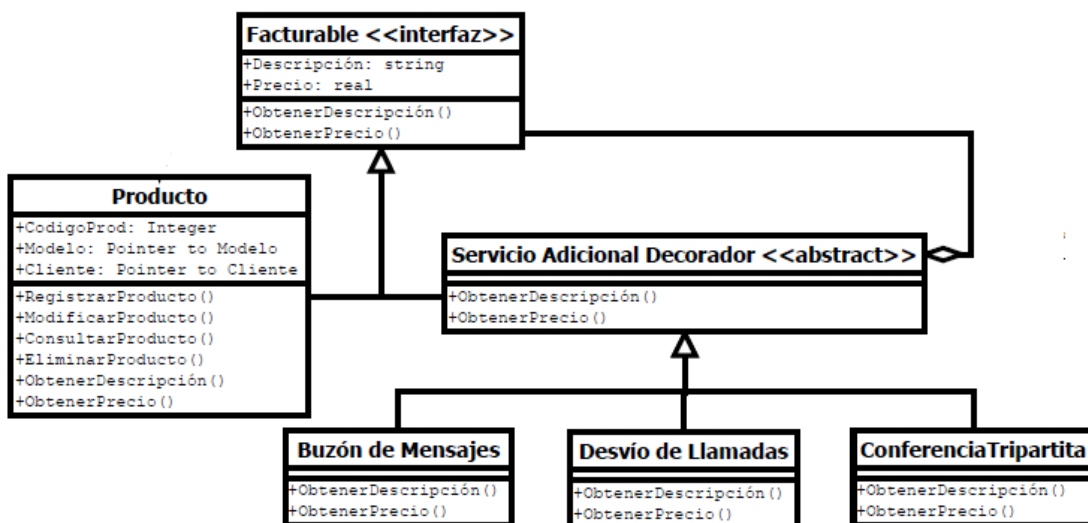 Facturable <<interfaz>>
+Descripción: string
+Precio: real
+ObtenerDescripción()
+ObtenerPrecio()
Producto
+CodigoProd: Integer
+Modelo: Pointer to Modelo
+Cliente: Pointer to Cliente
+RegistrarProducto()
+ModificarProducto()
+ConsultarProducto()
+EliminarProducto()
+ObtenerDescripción()
+ObtenerPrecio()
Servicio Adicional Decorador <<abstract>>
+ObtenerDescripción()
+ObtenerPrecio()
Buzón de Mensajes
+ObtenerDescripción()
+ObtenerPrecio()
Desvío de Llamadas
+ObtenerDescripción()
+ObtenerPrecio()
ConferenciaTripartita
+ObtenerDescripción()
+ObtenerPrecio()